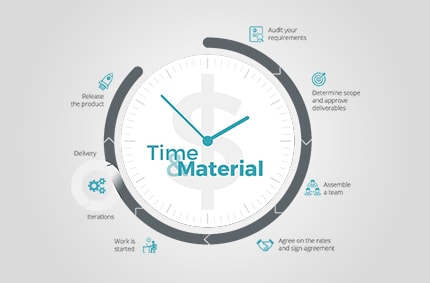 Audit your
requirements
Determine scope
and approve
deliverables
Assemble
a team
Agree on the rates
and sign agreement
Work is
started
Iterations
Delivery
Release
the product
Time
&Material
$